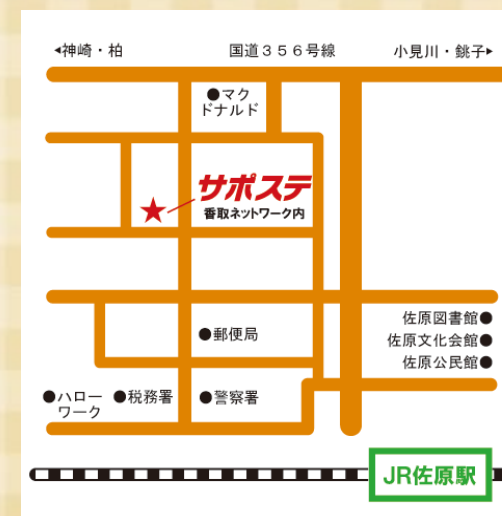 ◂神崎・柏
国道３５６号線
小見川・銚子▸
●マク
ドナルド
サポステ
香取ネットワーク内
佐原図書館●
●郵便局
佐原文化会館●
佐原公民館●
●ハロー
ワーク
●税務署
●警察署
JR佐原駅